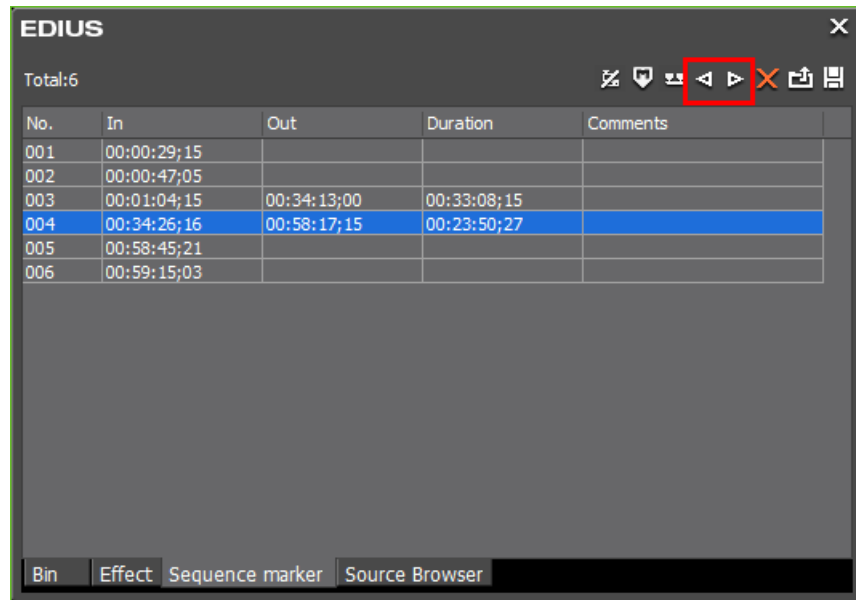 EDIUS
Total:6
No. In Out Duration Comments
001 00:00:29;15
002 00:00:47;05
003 00:01:04;15 00:34:13;00 00:33:08;15
004 00:34:26;16 00:58:17;15 00:23:50;27
005 00:58:45;21
006 00:59:15;03
Bin Effect Sequence marker Source Browser